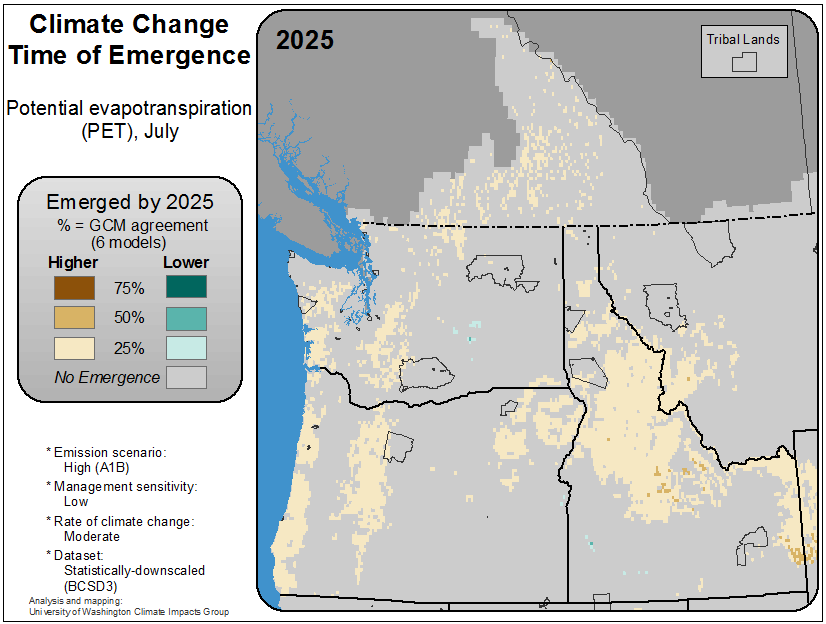 Climate Change
Time of Emergence
Potential evapotranspiration
(PET), July
Emerged by 2025
% = GCM agreement
(6 models)
Higher Lower
75%
50%
25%
No Emergence
* Emission scenario:
High (A1B)
* Management sensitivity:
Low
* Rate of climate change:
Moderate
* Dataset:
Statistically-downscaled
(BCSD3)
Analysis and mapping:
University of Washington Climate Impacts Group
2025
Tribal Lands